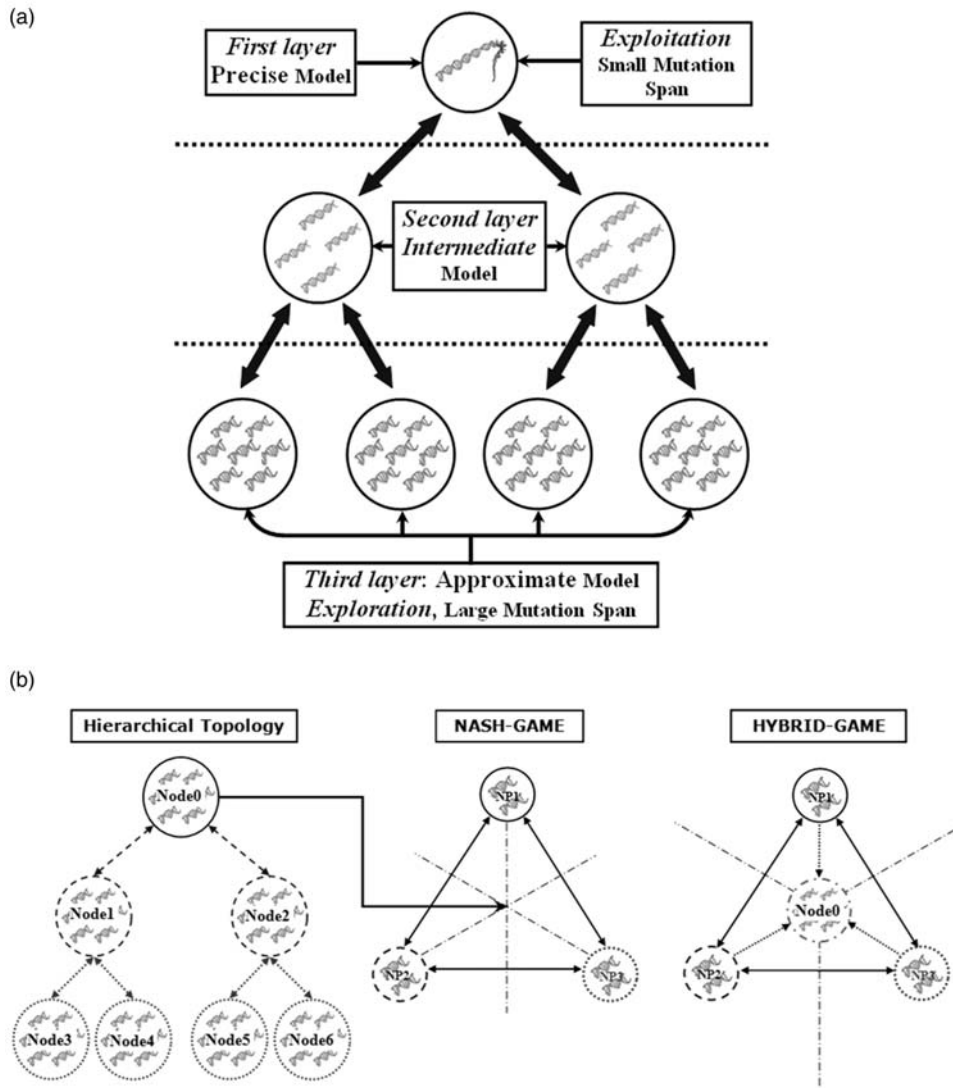 (a)
First layer
Precise Model
Exploitation
Small Mutation
Span
Second layer
Intermediate
Model
Third layer: Approximate Model
Exploration, Large Mutation Span
(b)
Hierarchical Topology
NASH-GAME
HYBRID-GAME
Node0
NP1
NP1
Node1
Node2
Node0
NP2
NP3
NP2
NP3
Node3
Node4
Node5
Node6